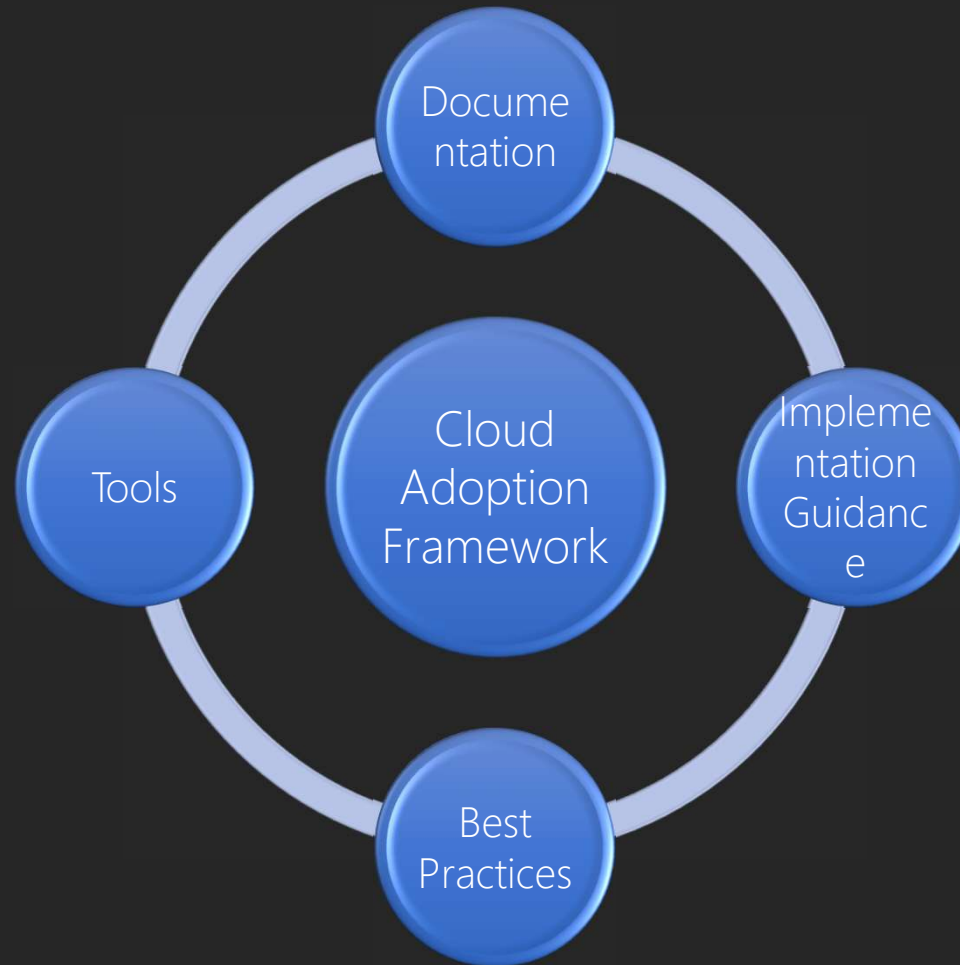 Docume
ntation
Tools
Cloud
Adoption
Framework
Impleme
ntation
Guidanc
e
Best
Practices